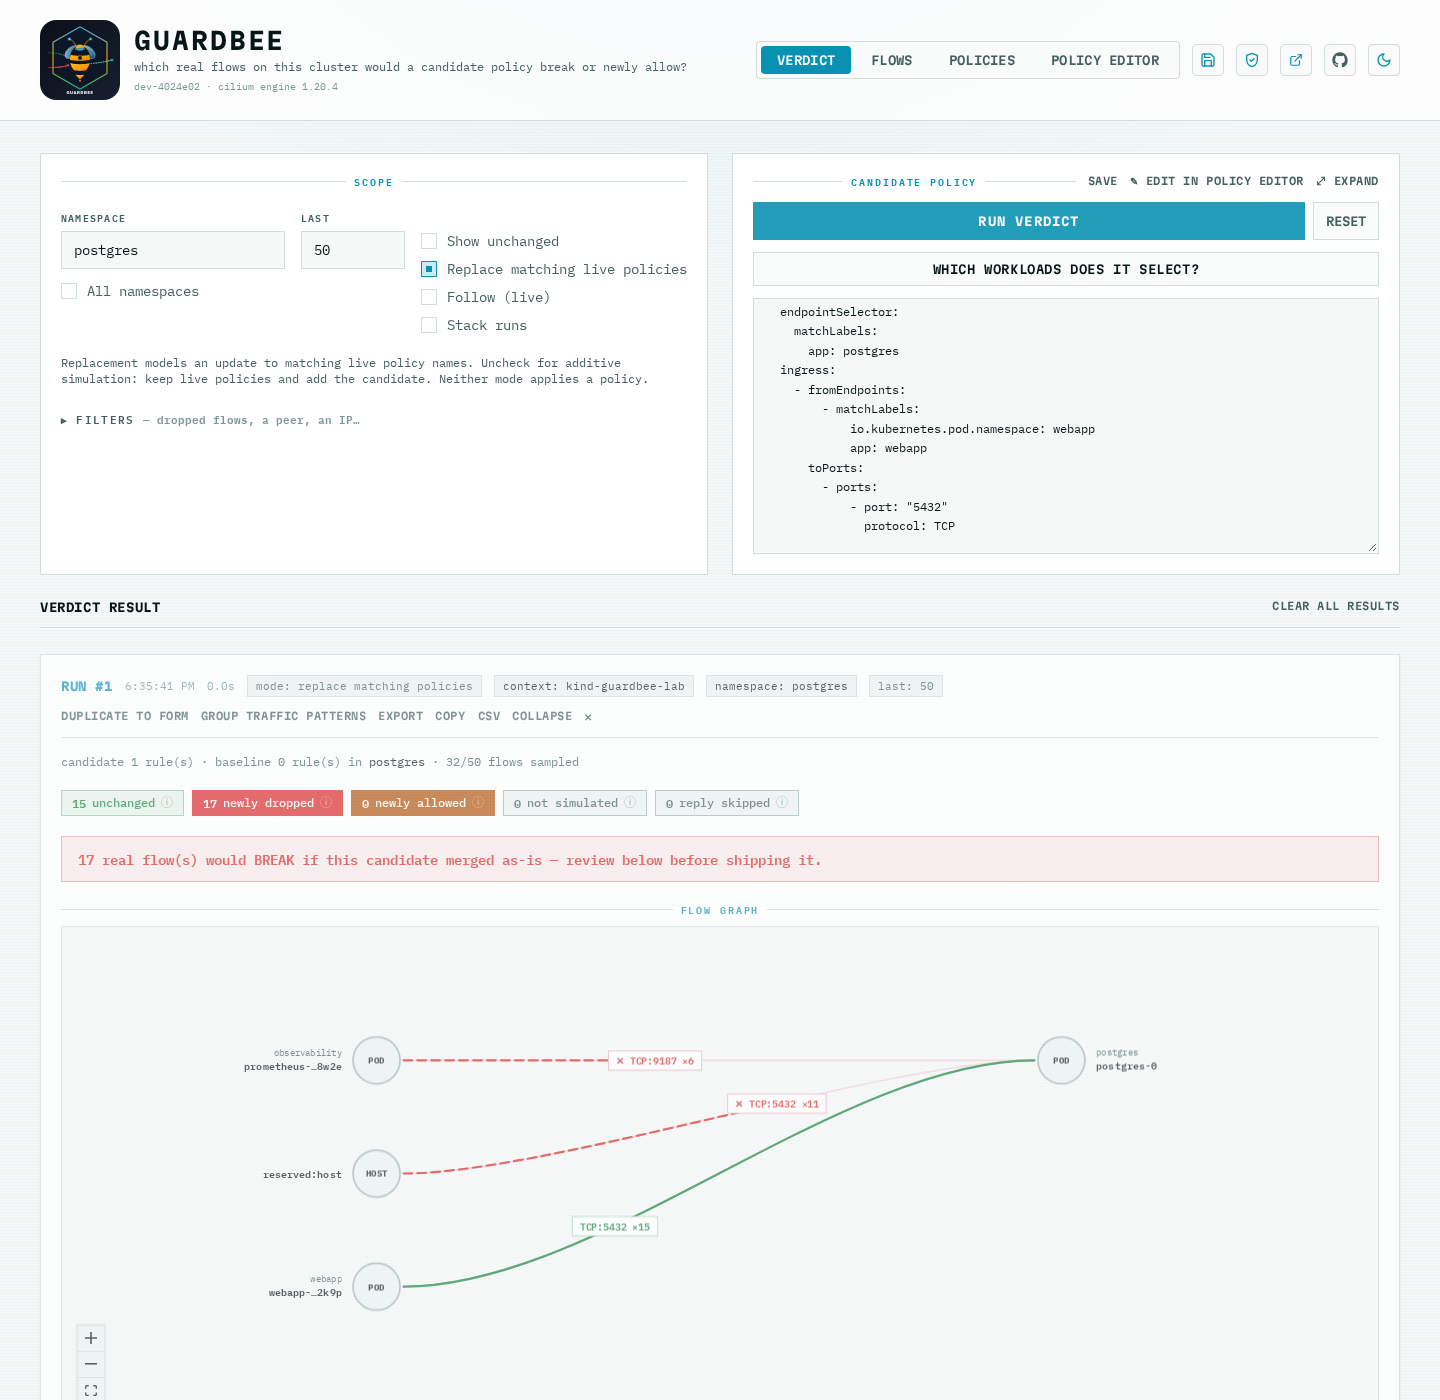 GUARDBEE
GUARDBEE
which real flows on this cluster would a candidate policy break or newly allow?
dev-4024e02 · cilium engine 1.20.4
VERDICT
FLOWS
POLICIES
POLICY EDITOR
SCOPE
NAMESPACE
LAST
postgres
50
All namespaces
Show unchanged
Replace matching live policies
Follow (live)
Stack runs
Replacement models an update to matching live policy names. Uncheck for additive
simulation: keep live policies and add the candidate. Neither mode applies a policy.
▶ FILTERS — dropped flows, a peer, an IP…
CANDIDATE POLICY
SAVE
✎ EDIT IN POLICY EDITOR
⤢ EXPAND
RUN VERDICT
RESET
WHICH WORKLOADS DOES IT SELECT?
endpointSelector:
matchLabels:
app: postgres
ingress:
- fromEndpoints:
- matchLabels:
io.kubernetes.pod.namespace: webapp
app: webapp
toPorts:
- ports:
- port: "5432"
protocol: TCP
VERDICT RESULT
CLEAR ALL RESULTS
RUN #1 6:35:41 PM 0.0s mode: replace matching policies context: kind-guardbee-lab namespace: postgres last: 50
DUPLICATE TO FORM GROUP TRAFFIC PATTERNS EXPORT COPY CSV COLLAPSE ×
candidate 1 rule(s) · baseline 0 rule(s) in postgres · 32/50 flows sampled
15 unchanged ⓘ
17 newly dropped ⓘ
0 newly allowed ⓘ
0 not simulated ⓘ
0 reply skipped ⓘ
17 real flow(s) would BREAK if this candidate merged as-is — review below before shipping it.
FLOW GRAPH
observability
prometheus-…8w2e
POD
✕ TCP:9187 ×6
POD
postgres
postgres-0
✕ TCP:5432 ×11
reserved:host
HOST
TCP:5432 ×15
webapp
webapp-…2k9p
POD